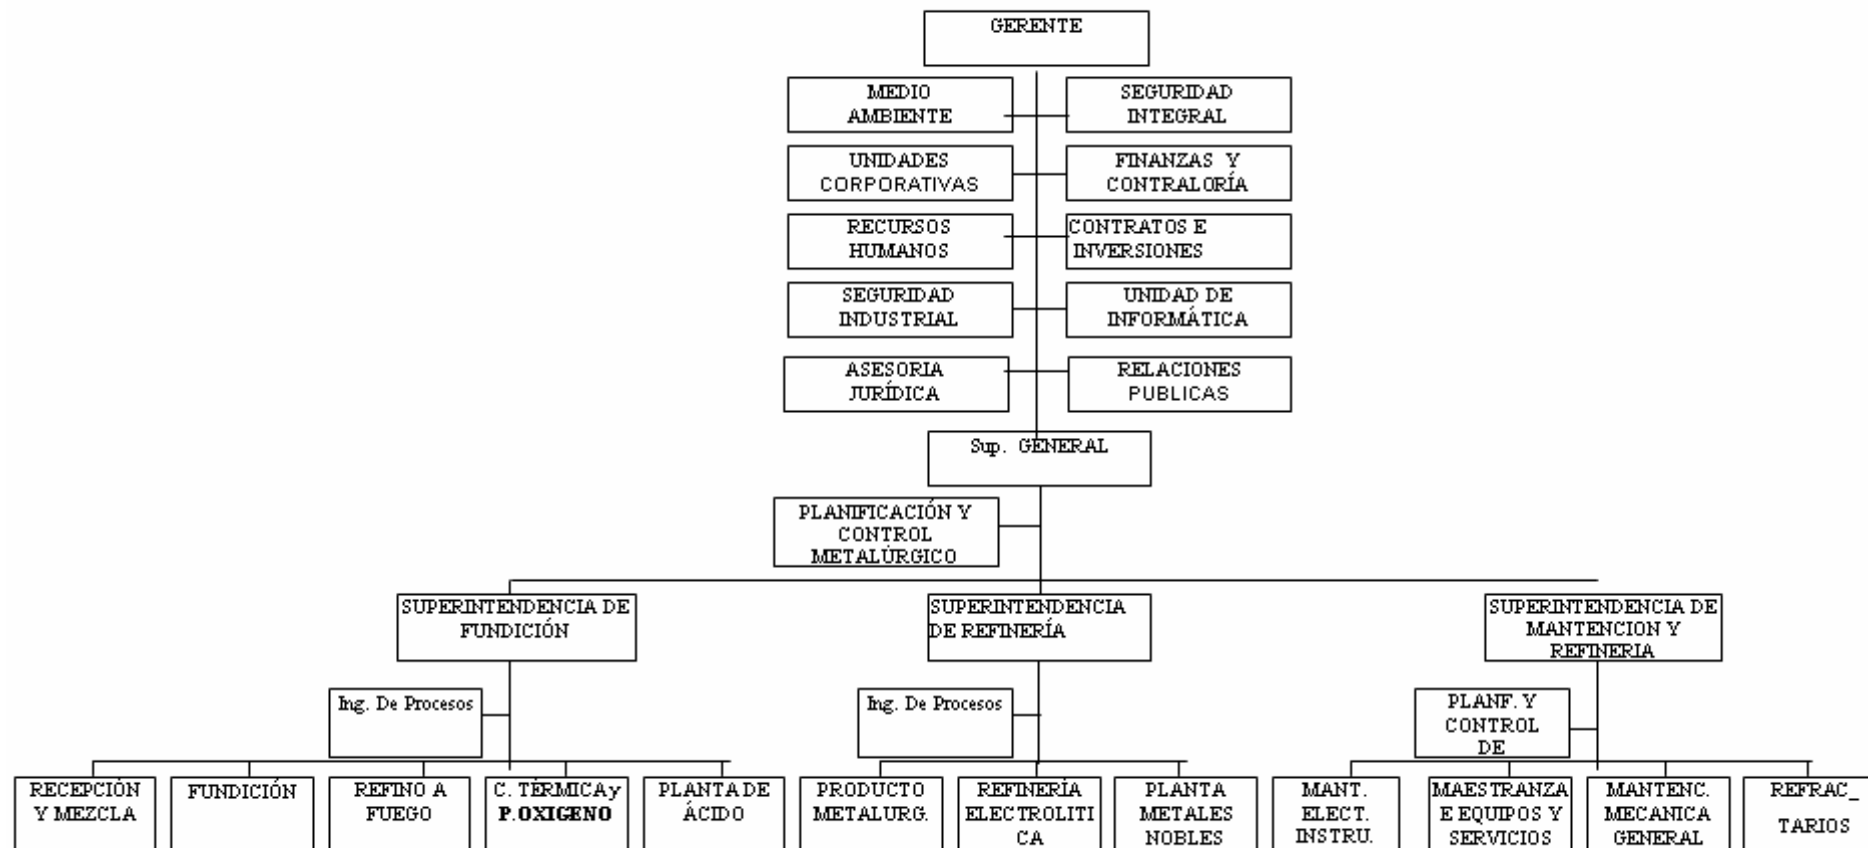 GERENTE
MEDIO
AMBIENTE
SEGURIDAD
INTEGRAL
UNIDADES
CORPORATIVAS
FINANZAS Y
CONTRALORÍA
RECURSOS
HUMANOS
CONTRATOS E
INVERSIONES
SEGURIDAD
INDUSTRIAL
UNIDAD DE
INFORMÁTICA
ASESORIA
JURÍDICA
RELACIONES
PUBLICAS
Sup. GENERAL
PLANIFICACIÓN Y
CONTROL
METALÚRGICO
SUPERINTENDENCIA DE
FUNDICIÓN
SUPERINTENDENCIA
DE REFINERÍA
SUPERINTENDENCIA DE
MANTENCION Y
REFINERIA
Ing. De Procesos
Ing. De Procesos
PLANF. Y
CONTROL
DE
RECEPCIÓN
Y MEZCLA
FUNDICIÓN
REFINO A
FUEGO
C. TÉRMICA y
P.OXIGENO
PLANTA DE
ÁCIDO
PRODUCTO
METALURG.
REFINERÍA
ELECTROLITI
CA
PLANTA
METALES
NOBLES
MANT.
ELECT.
INSTRU.
MAESTRANZA
E EQUIPOS Y
SERVICIOS
MANTENC.
MECANICA
GENERAL
REFRAC_
TARIOS